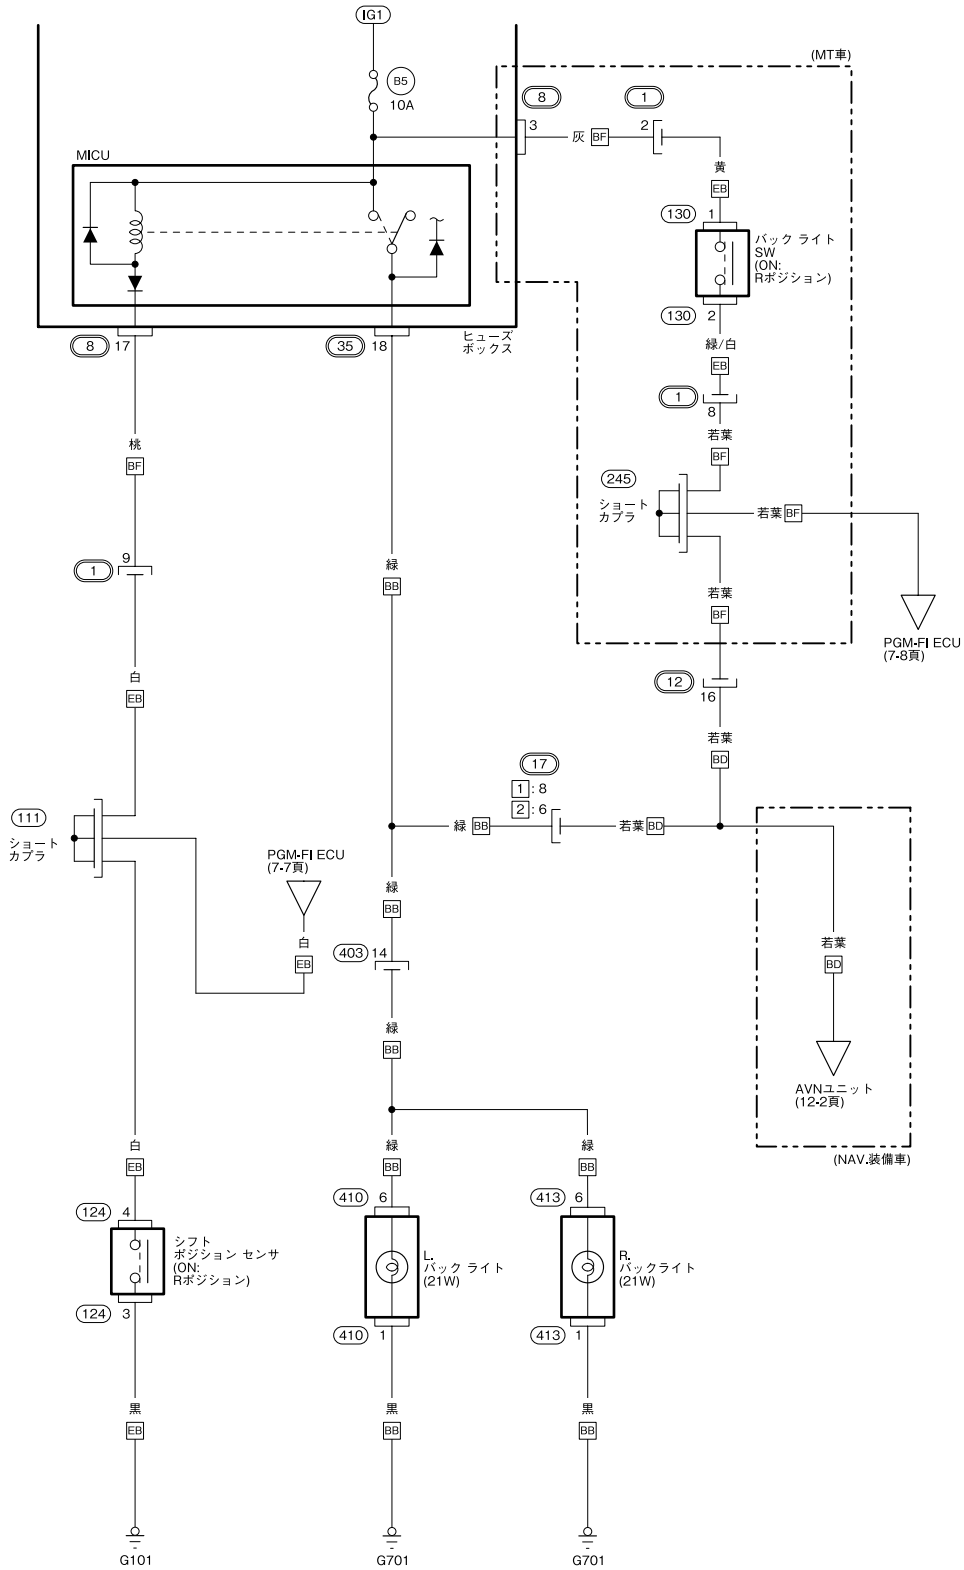 IG1
B5
10A
(MT車)
8
3
灰
BF
1
2
黄
EB
MICU
130
1
バック ライト
SW
(ON:
Rポジション)
130
2
緑/白
EB
1
8
若葉
BF
8
17
35
18
ヒューズ
ボックス
桃
BF
245
ショート
カプラ
若葉
BF
若葉
BF
PGM-FI ECU
(7-8頁)
9
1
緑
BB
白
EB
12
16
若葉
BD
17
1
: 8
2
: 6
緑
BB
若葉
BD
111
ショート
カプラ
PGM-FI ECU
(7-7頁)
白
EB
緑
BB
403
14
若葉
BD
緑
BB
AVNユニット
(12-2頁)
(NAV.装備車)
白
EB
緑
BB
緑
BB
124
4
410
6
413
6
シフト
ポジション センサ
(ON:
Rポジション)
L.
バック ライト
(21W)
R.
バックライト
(21W)
124
3
410
1
413
1
黒
EB
黒
BB
黒
BB
G101
G701
G701